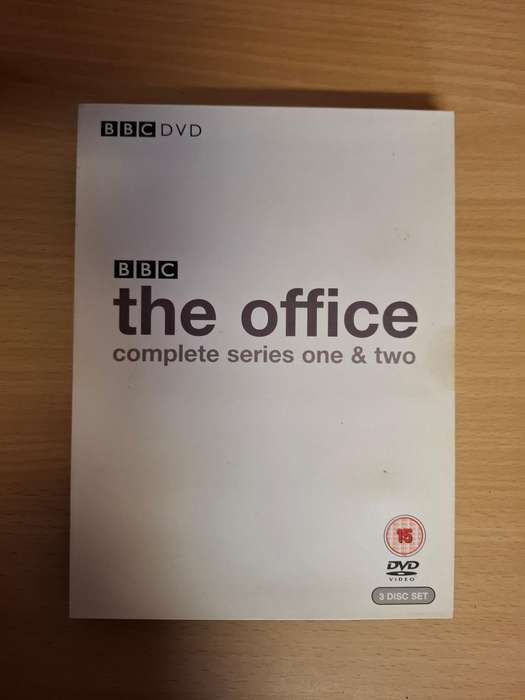 BBC DVD
BBC
the office
complete series one & two
15
DVD
VIDEO
3 DISC SET